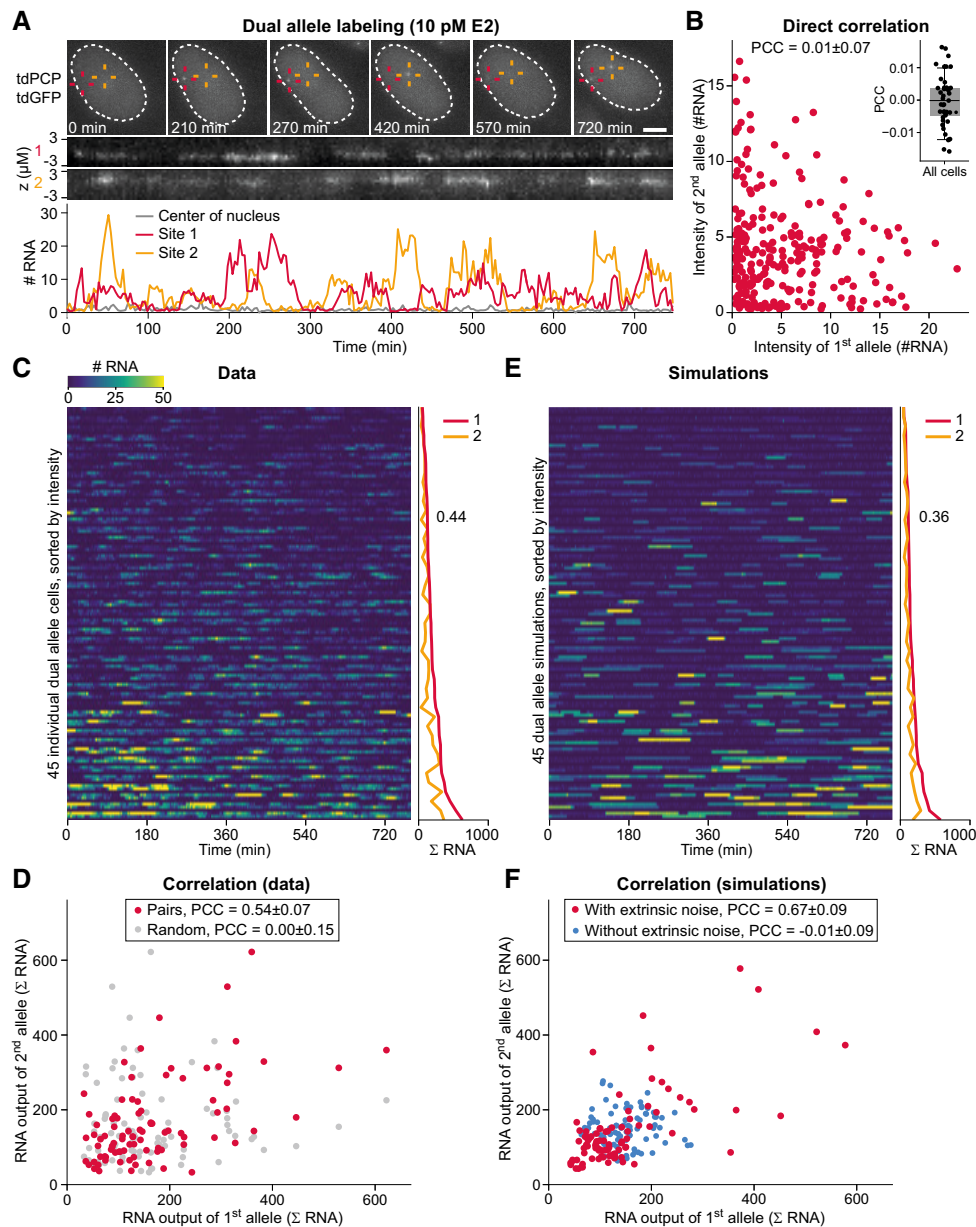 A
Dual allele labeling (10 pM E2)
tdPCP
tdGFP
0 min
210 min
270 min
420 min
570 min
720 min
z (µM)
3
1
-3
3
2
-3
# RNA
30
20
10
0
Center of nucleus
Site 1
Site 2
0
100
200
300
400
500
600
700
Time (min)
B
Direct correlation
PCC = 0.01±0.07
Intensity of 2nd allele (#RNA)
15
10
5
0
0
5
10
15
20
Intensity of 1st allele (#RNA)
PCC
0.01
0.00
−0.01
All cells
C
# RNA
0
25
50
Data
45 individual dual allele cells, sorted by intensity
1
2
0.44
0
180
360
540
720
Time (min)
0
1000
Σ RNA
E
Simulations
45 dual allele simulations, sorted by intensity
1
2
0.36
0
180
360
540
720
Time (min)
0
1000
Σ RNA
D
Correlation (data)
Pairs, PCC = 0.54±0.07
Random, PCC = 0.00±0.15
RNA output of 2nd allele (Σ RNA)
600
400
200
0
0
200
400
600
RNA output of 1st allele (Σ RNA)
F
Correlation (simulations)
With extrinsic noise, PCC = 0.67±0.09
Without extrinsic noise, PCC = -0.01±0.09
RNA output of 2nd allele (Σ RNA)
600
400
200
0
0
200
400
600
RNA output of 1st allele (Σ RNA)